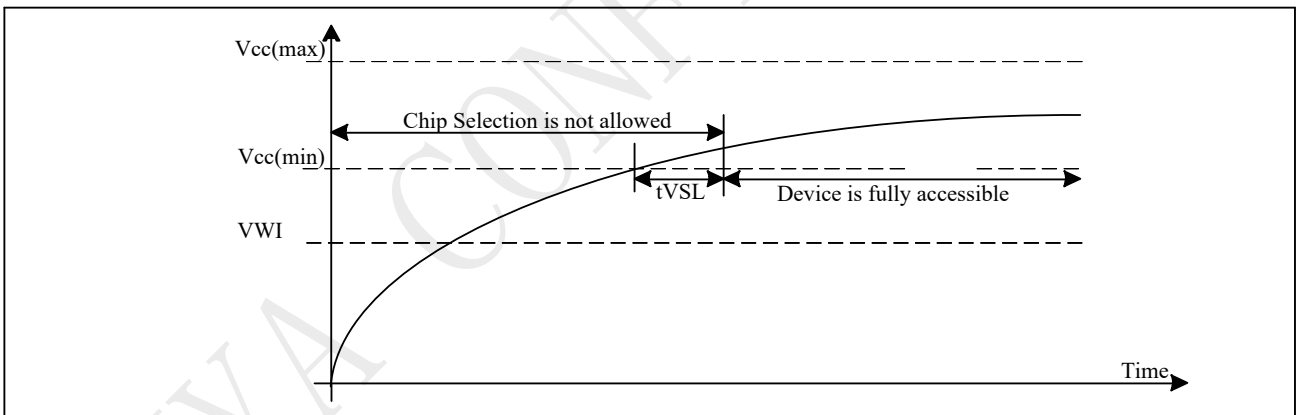 Vcc(max)
Chip Selection is not allowed
Vcc(min)
tVSL
Device is fully accessible
VWI
Time